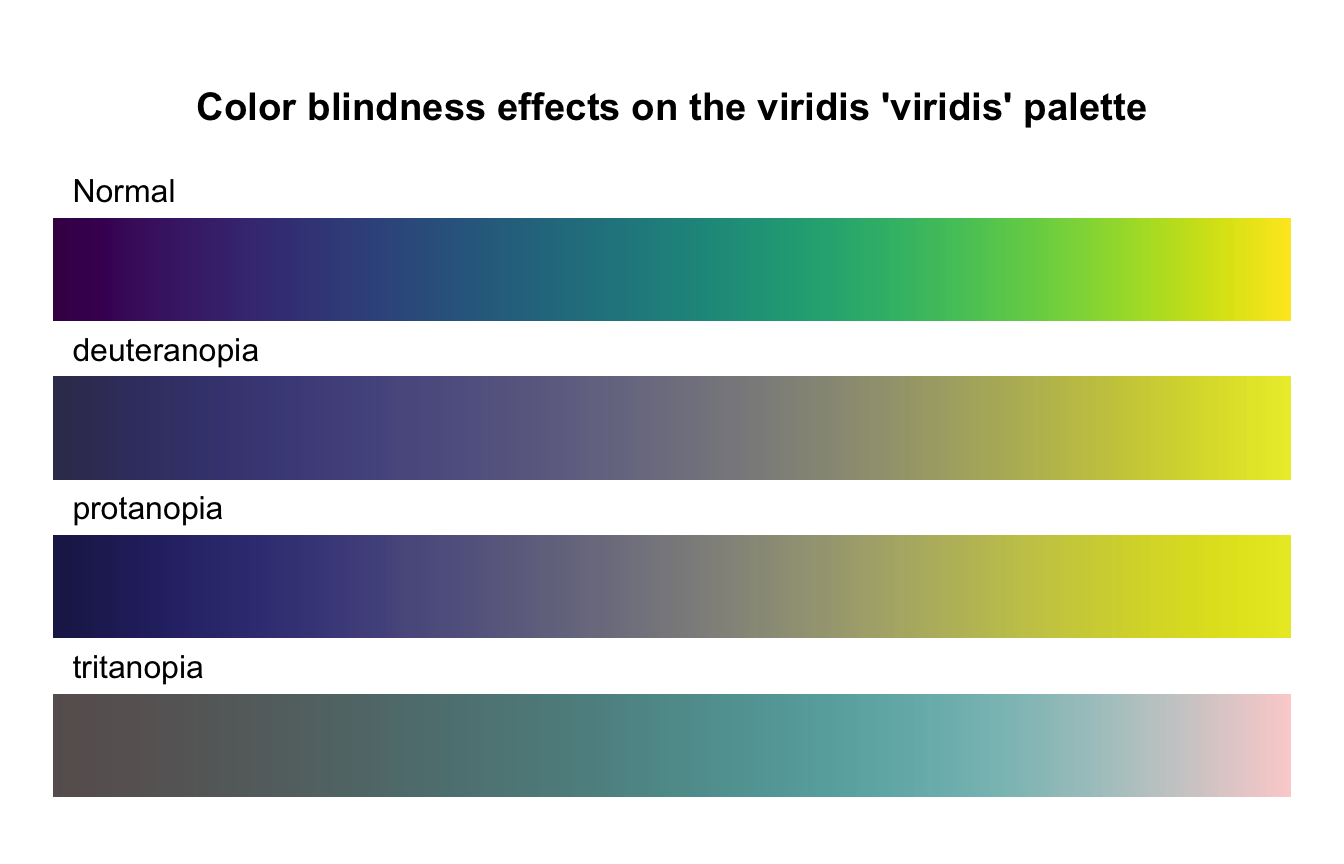 Color blindness effects on the viridis 'viridis' palette
Normal
deuteranopia
protanopia
tritanopia